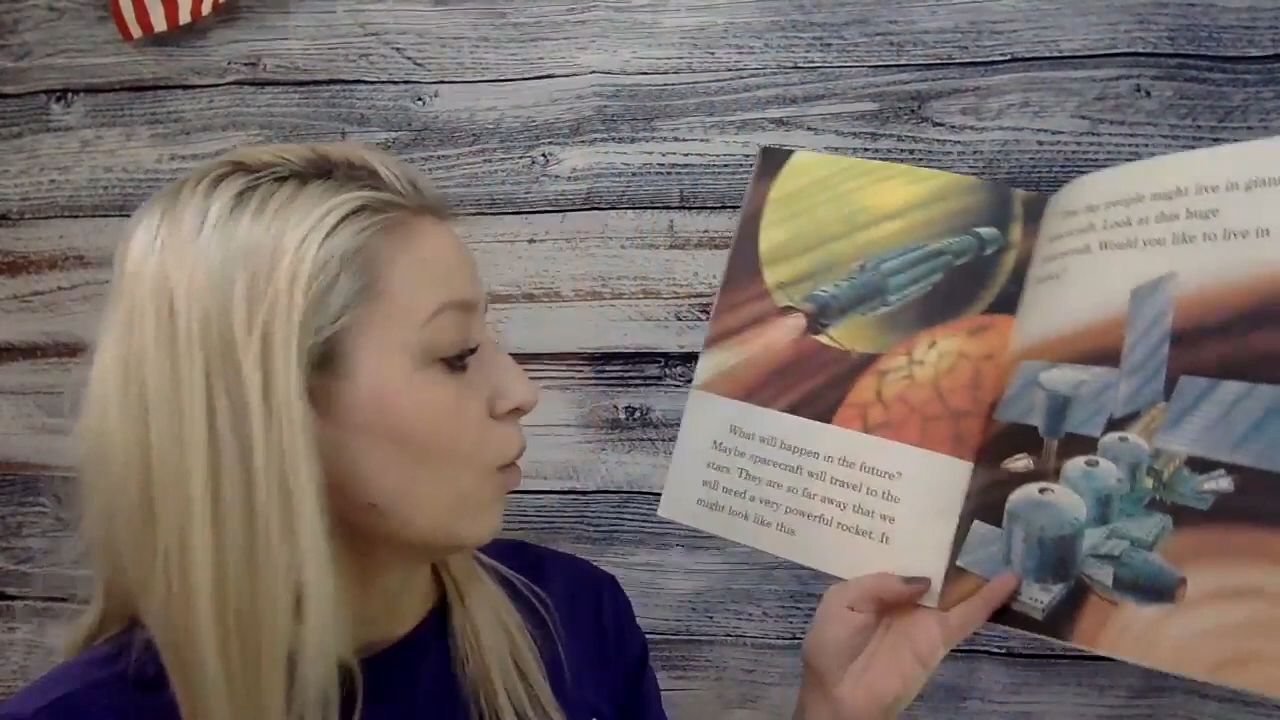 What will happen in the future?
Maybe spacecraft will travel to the
stars. They are so far away that we
will need a very powerful rocket. It
might look like this
people might live in giant
Look at this huge
Would you like to live in